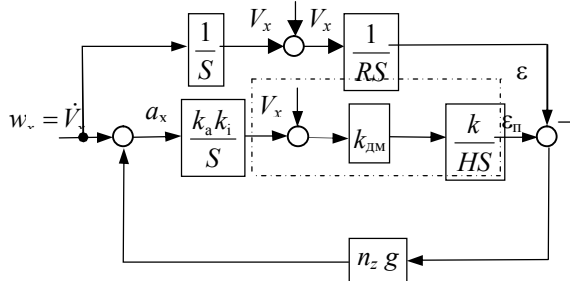 V_x V_x
1/S
1/(RS)
ε
w_x = V̇_x
a_x
k_a k_i / S
V_x
k_дм
k/(HS)
ε_п
n_z g